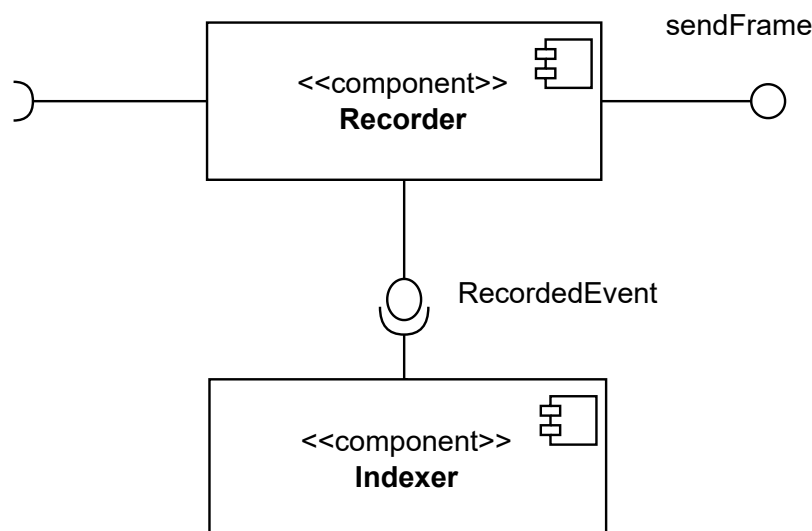 sendFrame
<<component>>
Recorder
RecordedEvent
<<component>>
Indexer